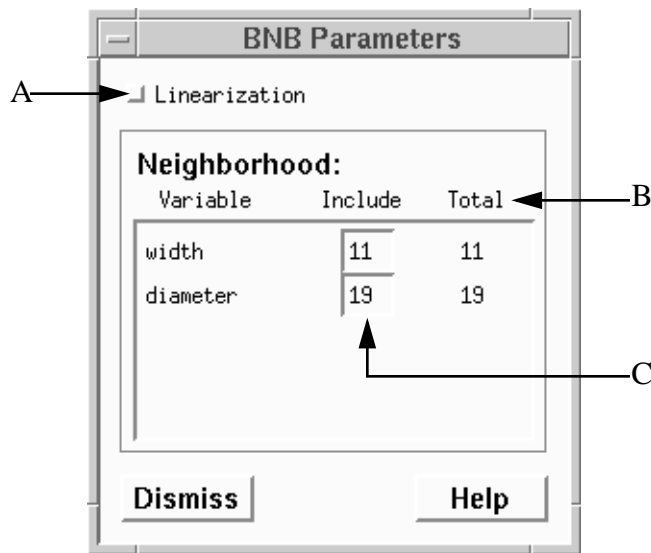 BNB Parameters
A
Linearization
Neighborhood:
Variable Include Total
B
width 11 11
diameter 19 19
C
Dismiss Help